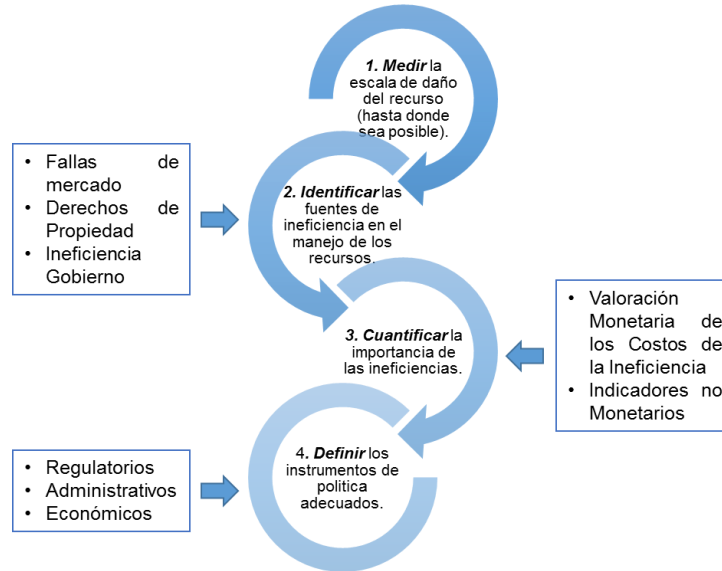 1. Medir la
escala de daño
del recurso
(hasta donde
sea posible).
• Fallas de
mercado
• Derechos de
Propiedad
• Ineficiencia
Gobierno
2. Identificar las
fuentes de
ineficiencia en el
manejo de los
recursos.
3. Cuantificar la
importancia de
las ineficiencias.
• Valoración
Monetaria de
los Costos de
la Ineficiencia
• Indicadores no
Monetarios
4. Definir los
instrumentos de
política
adecuados.
• Regulatorios
• Administrativos
• Económicos